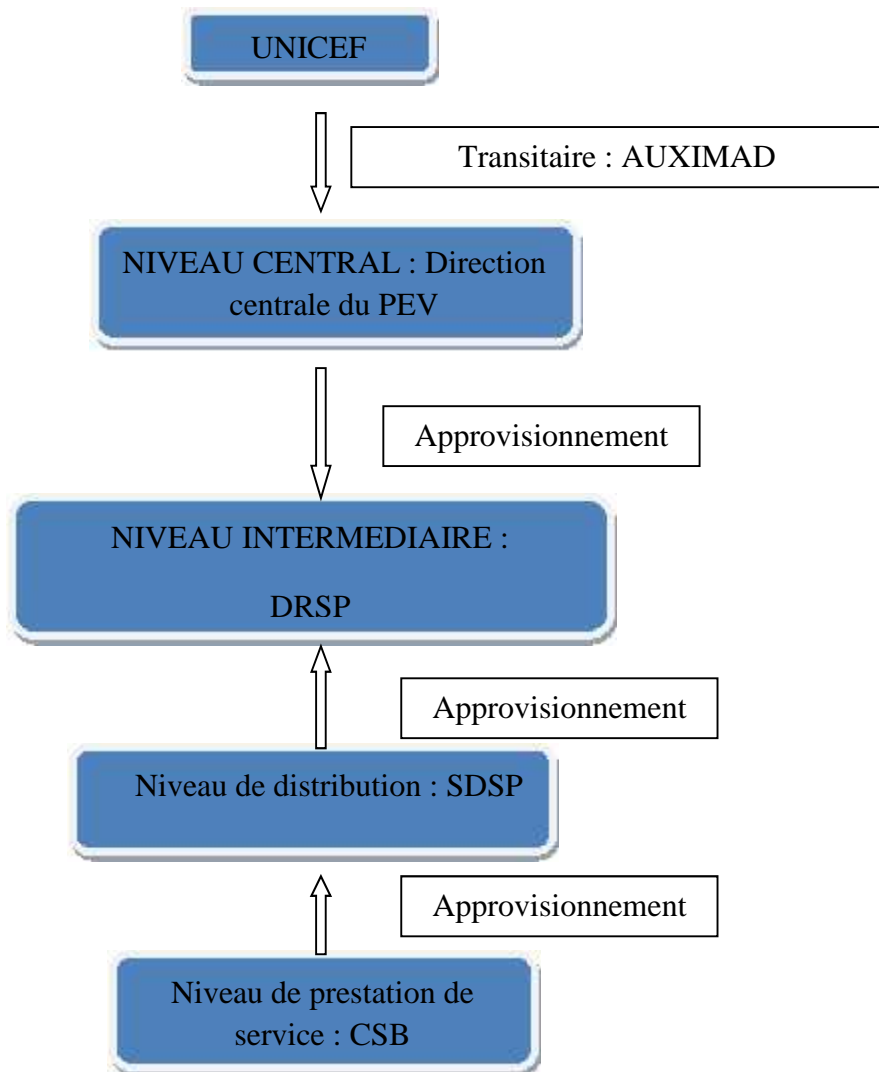 UNICEF
Transitaire : AUXIMAD
NIVEAU CENTRAL : Direction
centrale du PEV
Approvisionnement
NIVEAU INTERMEDIAIRE :
DRSP
Approvisionnement
Niveau de distribution : SDSP
Approvisionnement
Niveau de prestation de
service : CSB